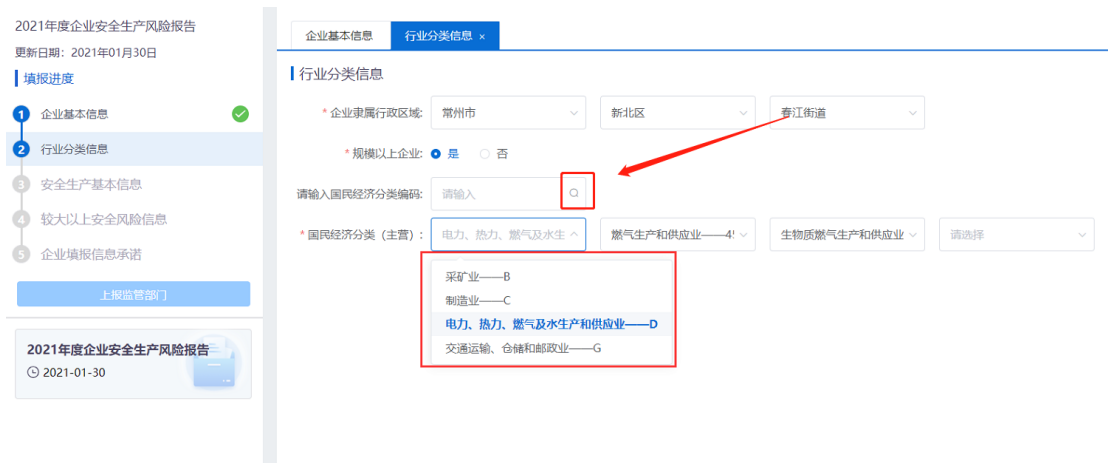 2021年度企业安全生产风险报告
更新日期：2021年01月30日
填报进度
1 企业基本信息
2 行业分类信息
3 安全生产基本信息
4 较大以上安全风险信息
5 企业填报信息承诺
上报监管部门
2021年度企业安全生产风险报告
2021-01-30
企业基本信息 行业分类信息 ×
行业分类信息
* 企业隶属行政区域: 常州市 新北区 春江街道
* 规模以上企业: 是 否
请输入国民经济分类编码: 请输入
* 国民经济分类（主营）: 电力、热力、燃气及水生 燃气生产和供应业——4 生物质燃气生产和供应业 请选择
采矿业——B
制造业——C
电力、热力、燃气及水生产和供应业——D
交通运输、仓储和邮政业——G